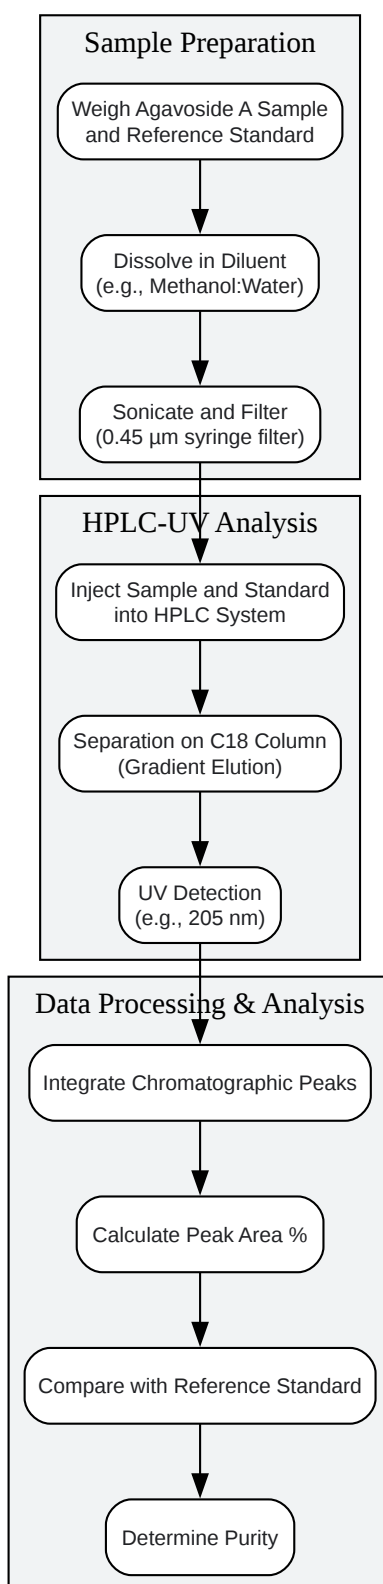 Sample Preparation
Weigh Agavoside A Sample
and Reference Standard
Dissolve in Diluent
(e.g., Methanol:Water)
Sonicate and Filter
(0.45 µm syringe filter)
HPLC-UV Analysis
Inject Sample and Standard
into HPLC System
Separation on C18 Column
(Gradient Elution)
UV Detection
(e.g., 205 nm)
Data Processing & Analysis
Integrate Chromatographic Peaks
Calculate Peak Area %
Compare with Reference Standard
Determine Purity